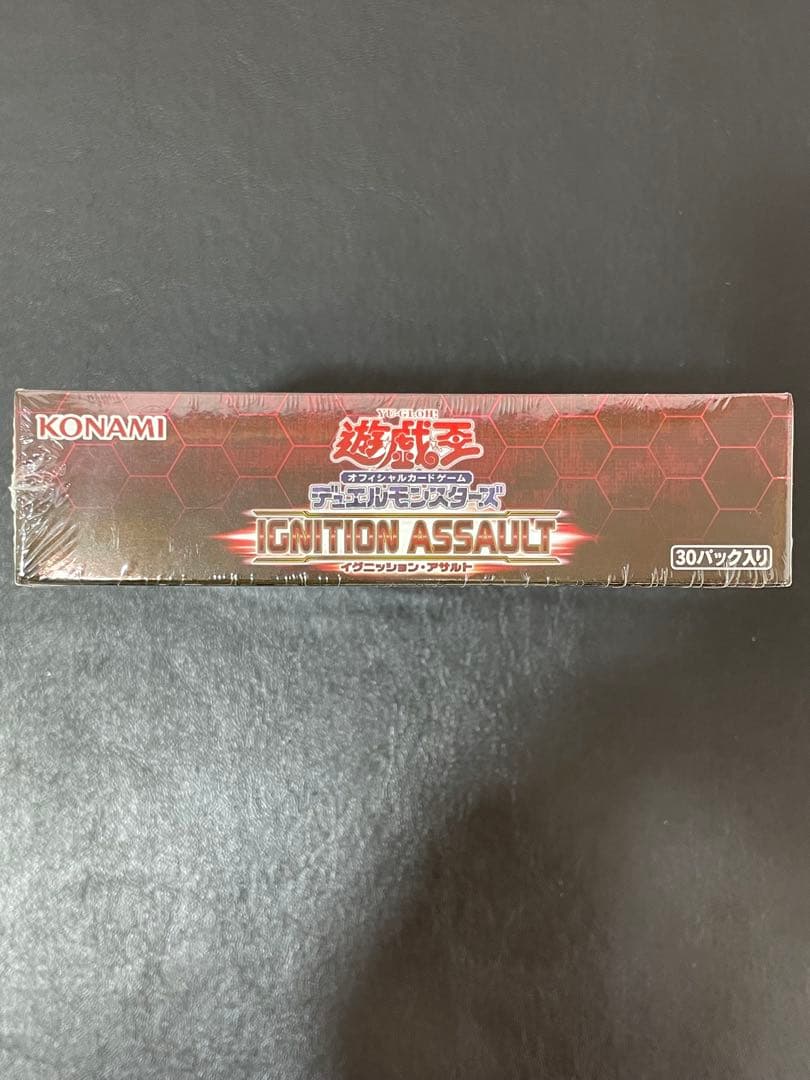 KONAMI
YU-GI-OH!
遊戯王
オフィシャルカードゲーム
デュエルモンスターズ
IGNITION ASSAULT
イグニッション・アサルト
30パック入り